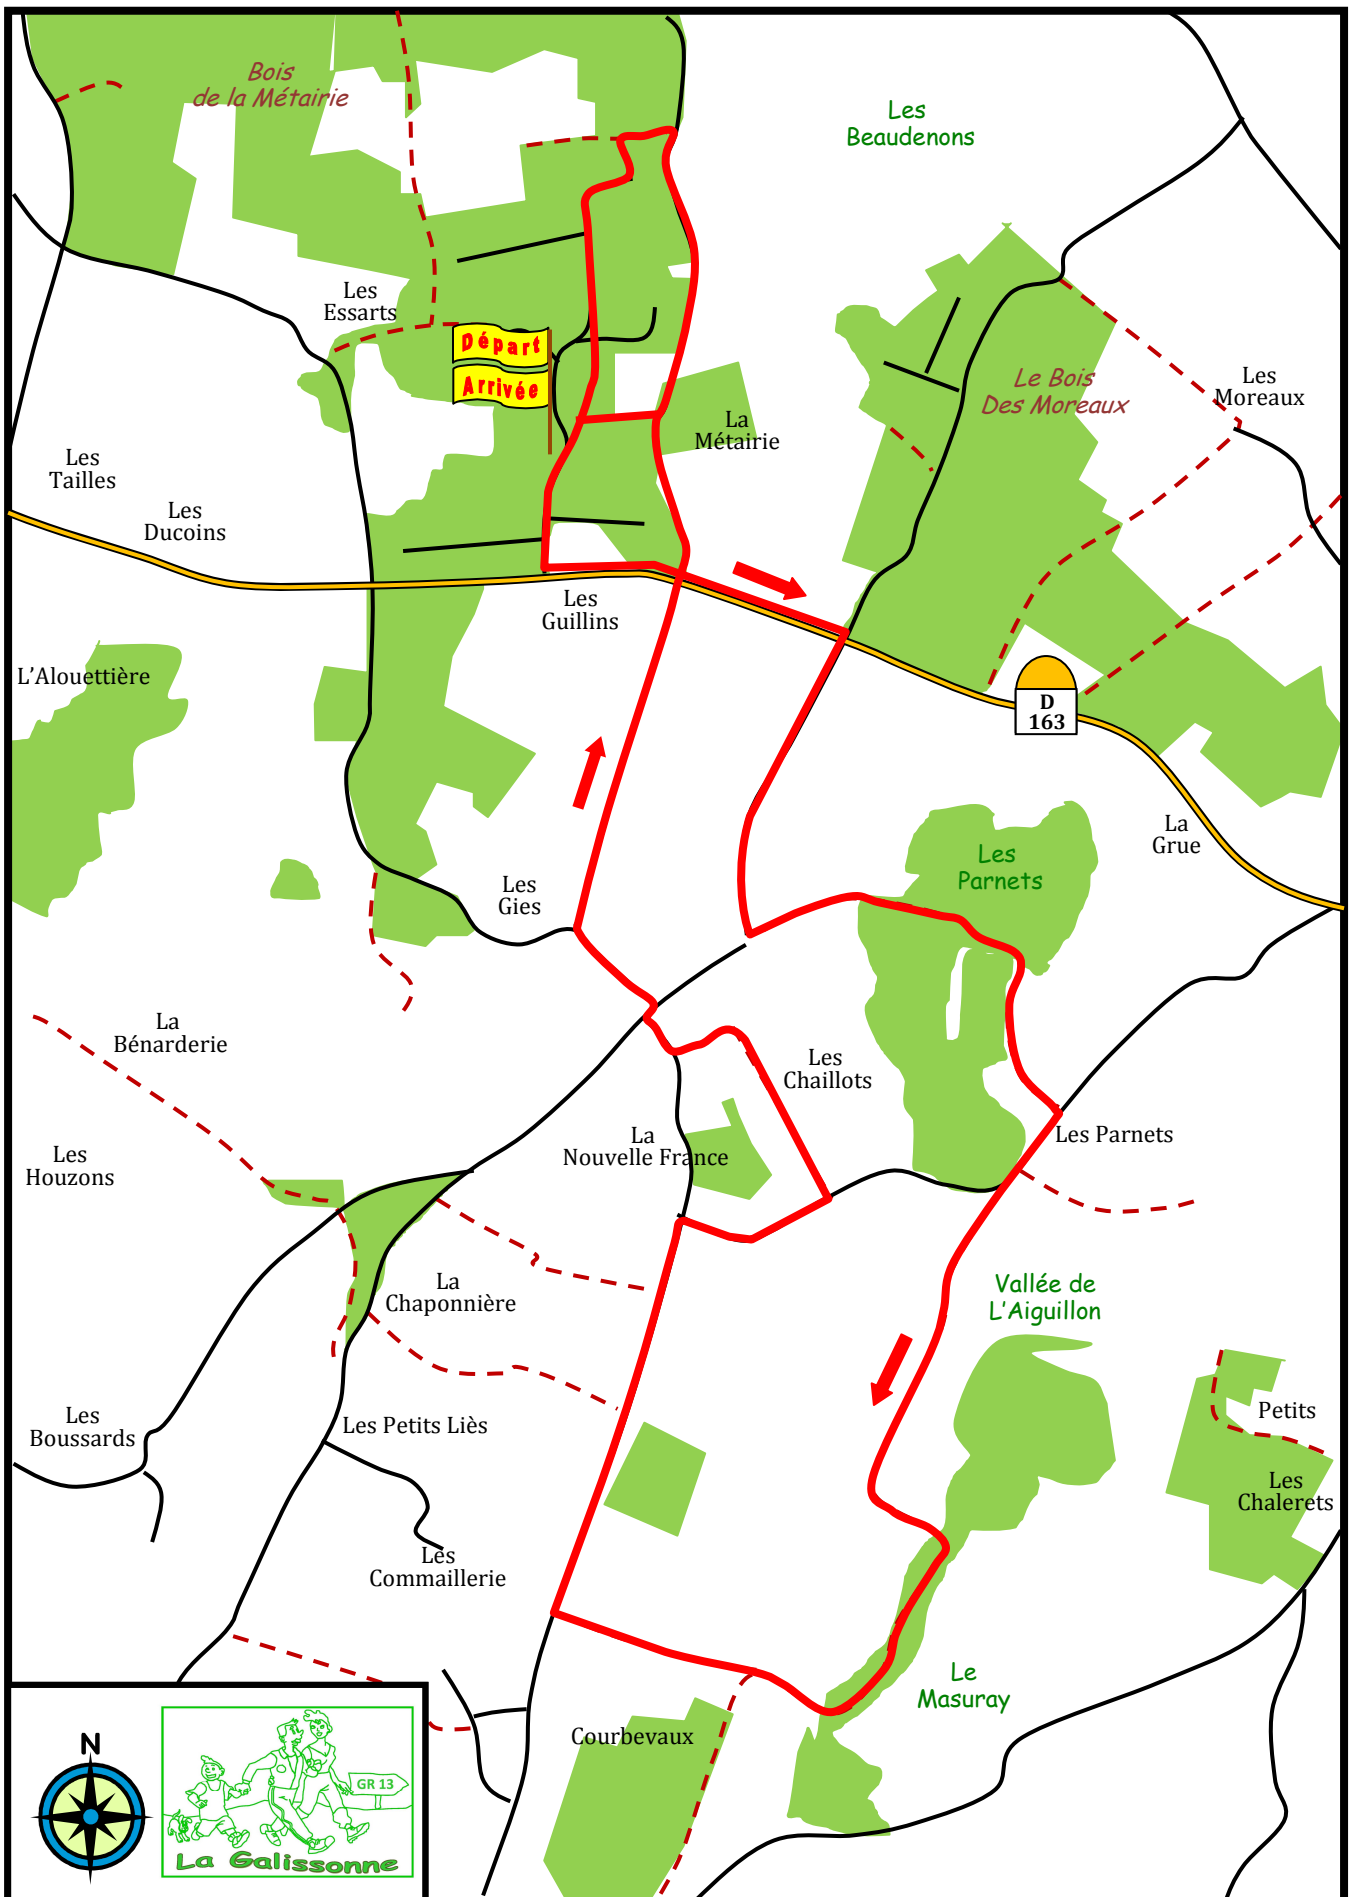 Bois
de la Métairie
Les
Beaudenons
Les
Essarts
Départ
Arrivée
Le Bois
Des Moreaux
Les
Moreaux
La
Métairie
Les
Tailles
Les
Ducoins
Les
Guillins
L'Alouettière
D
163
La
Grue
Les
Parnets
Les
Gies
La
Bénarderie
Les
Chaillots
Les Parnets
La
Nouvelle France
Les
Houzons
La
Chaponnière
Vallée de
L'Aiguillon
Les
Boussards
Les Petits Liès
Petits
Les
Chalerets
Les
Commaillerie
Le
Masuray
Courbevaux
N
GR 13
La Galissonne